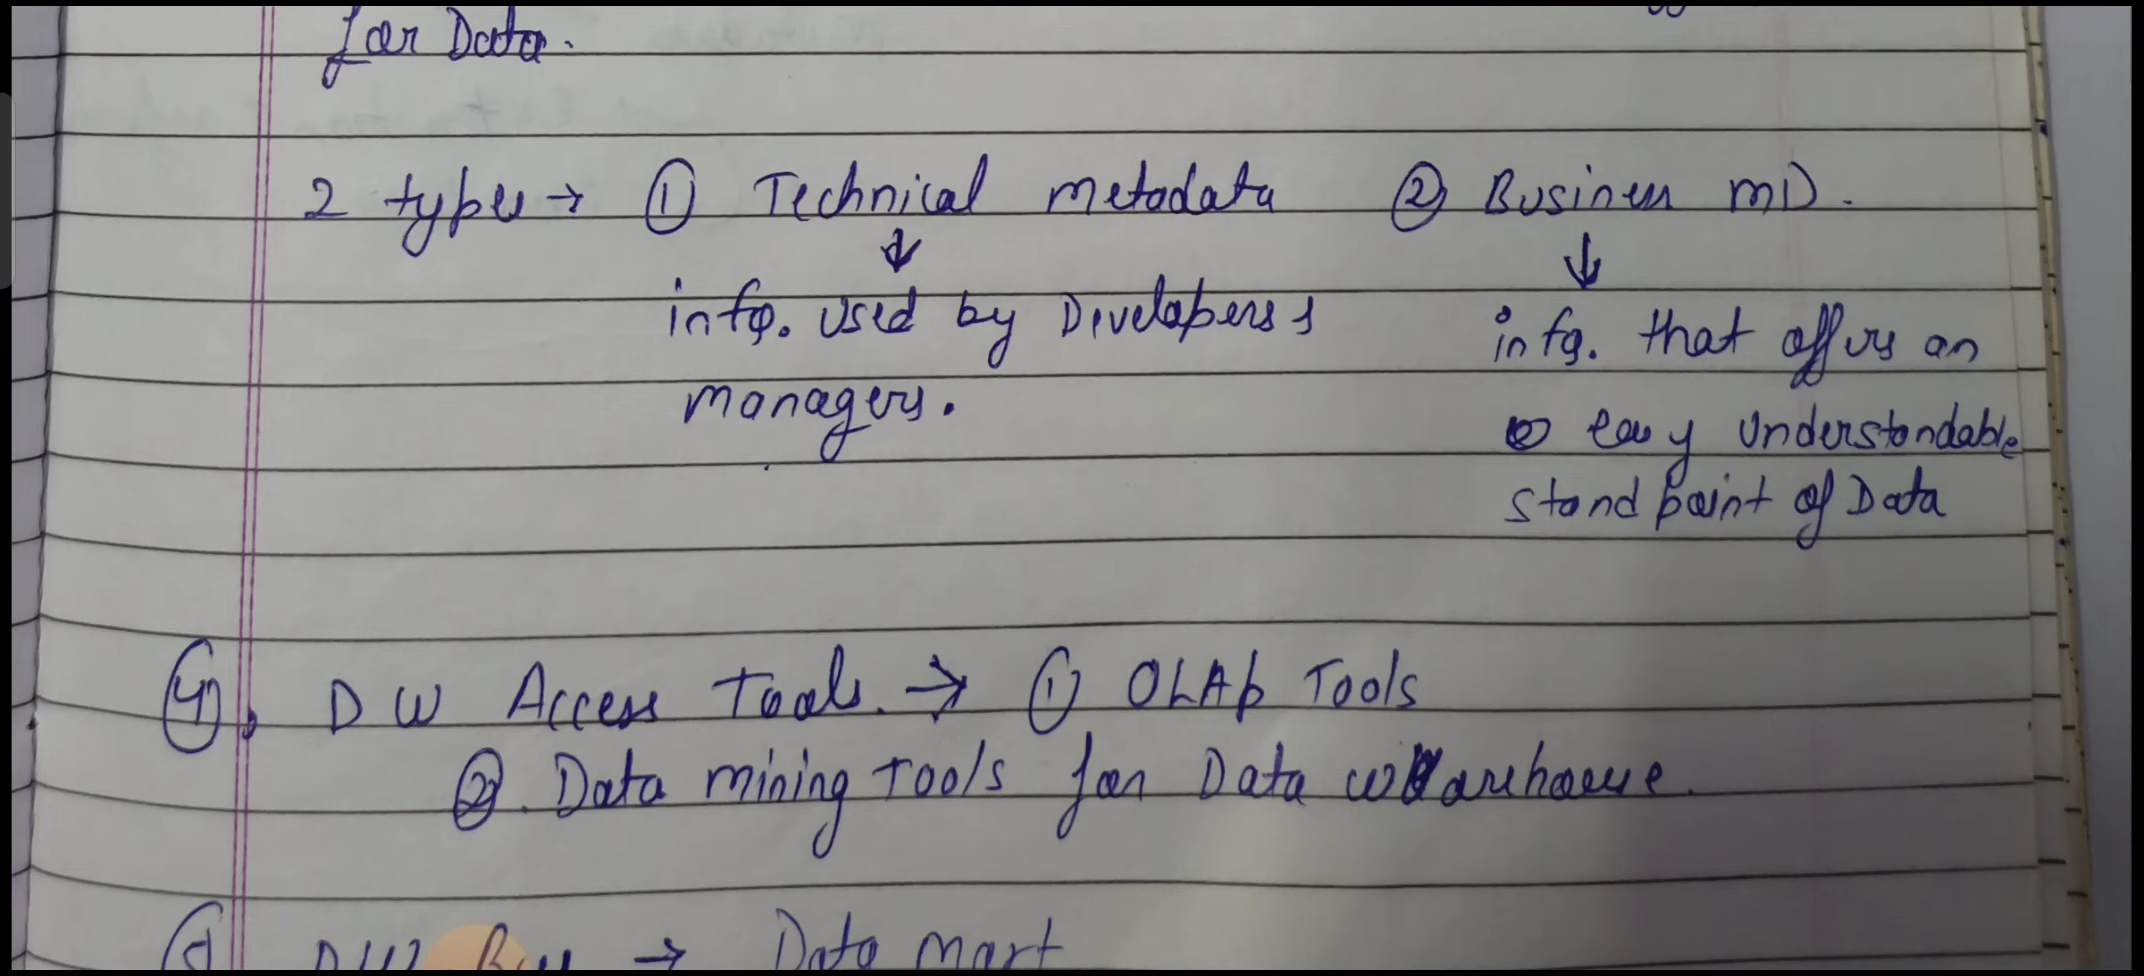 for Data.
2 types → ① Technical metadata ② Business MD.
↓ ↓
info. used by Developers &
managers.
info. that offers an
easy understandable
stand point of Data
④. DW Access Tools. → ① OLAP Tools
②. Data mining Tools for Data warehouse.
DW Bus → Data mart